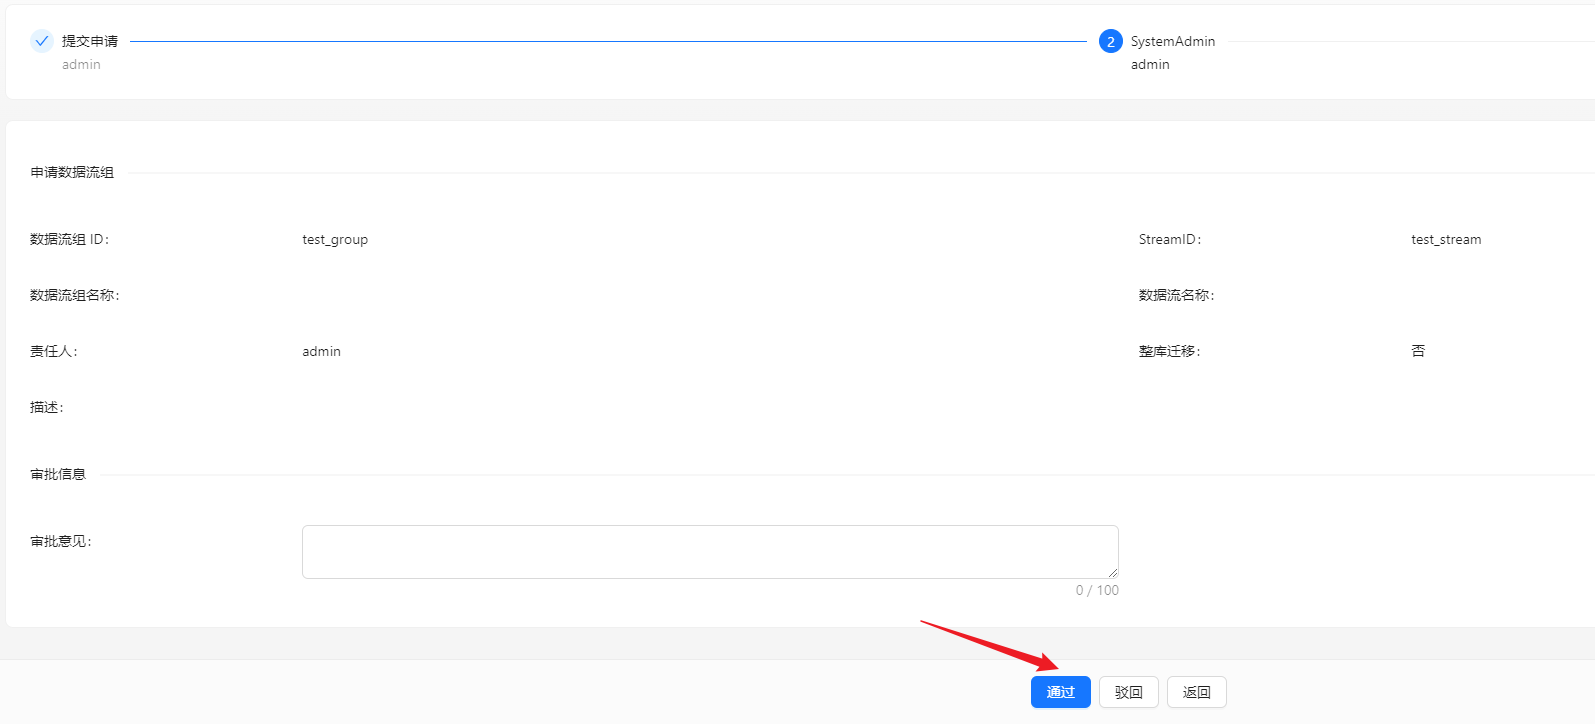 提交申请
admin
2 SystemAdmin
admin
申请数据流组
数据流组 ID: test_group StreamID: test_stream
数据流组名称: 数据流名称:
责任人: admin 整库迁移: 否
描述:
审批信息
审批意见:
0 / 100
通过 驳回 返回